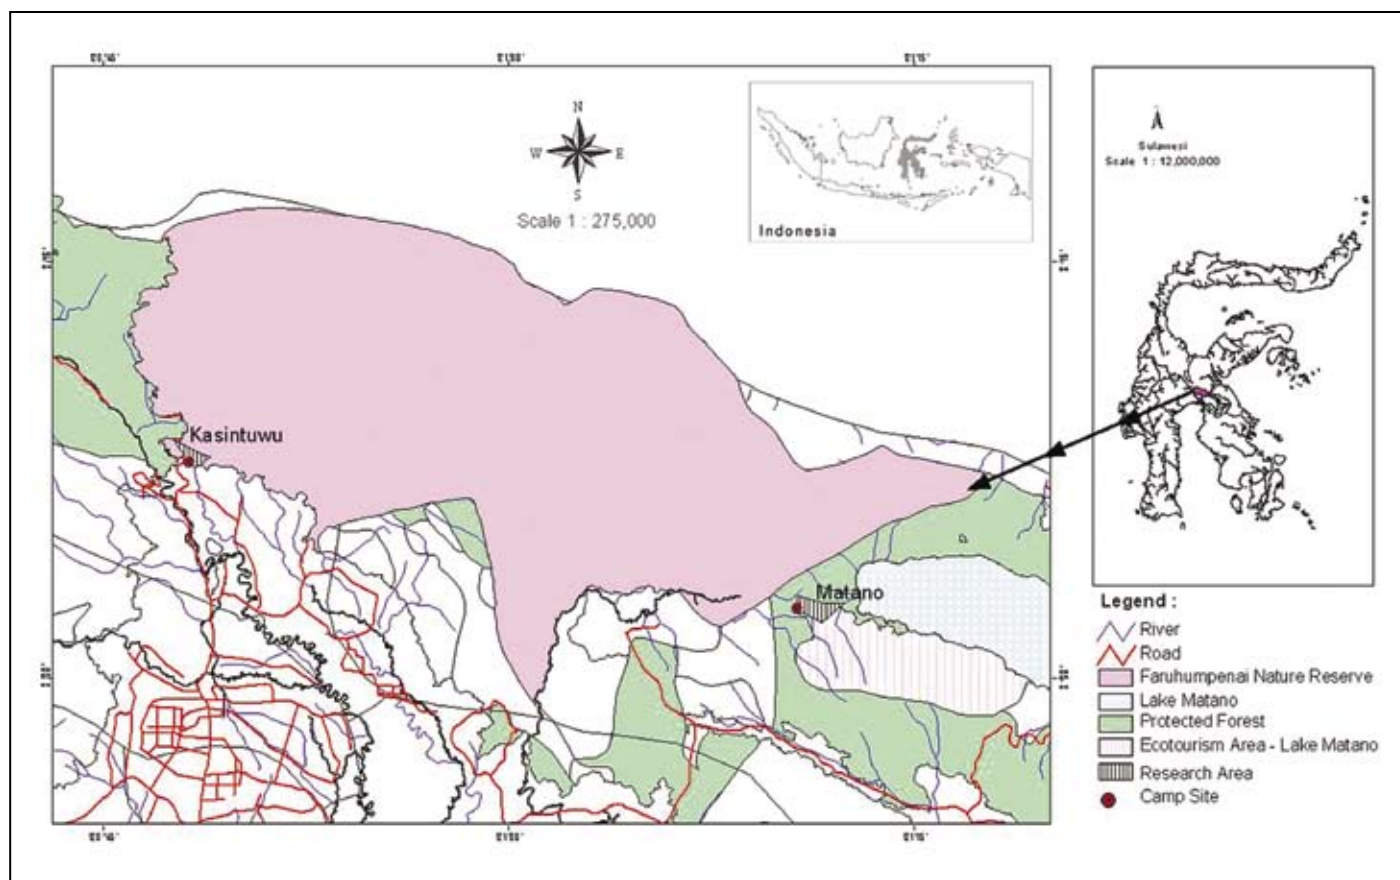 N
W E
S
Scale 1 : 275,000
Indonesia
Sulawesi
Scale 1 : 12,000,000
Kasintuwu
Matano
Legend :
River
Road
Faruhumpenai Nature Reserve
Lake Matano
Protected Forest
Ecotourism Area - Lake Matano
Research Area
Camp Site